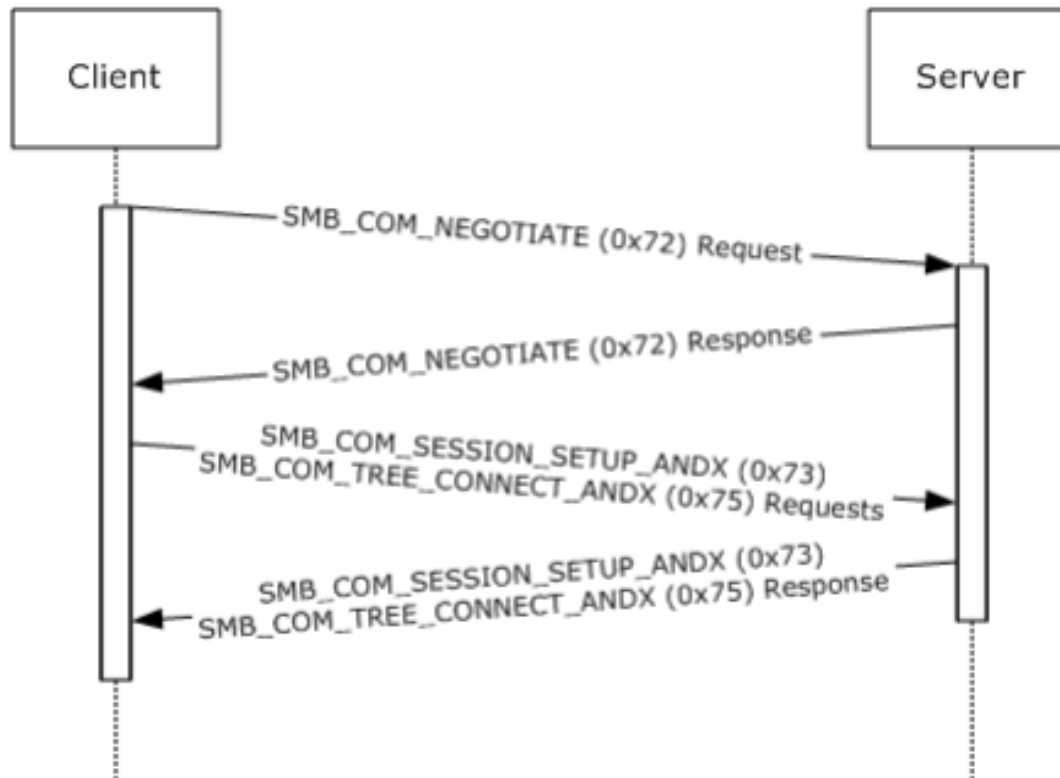 Client
Server
SMB_COM_NEGOTIATE (0x72) Request
SMB_COM_NEGOTIATE (0x72) Response
SMB_COM_SESSION_SETUP_ANDX (0x73)
SMB_COM_TREE_CONNECT_ANDX (0x75) Requests
SMB_COM_SESSION_SETUP_ANDX (0x73)
SMB_COM_TREE_CONNECT_ANDX (0x75) Response